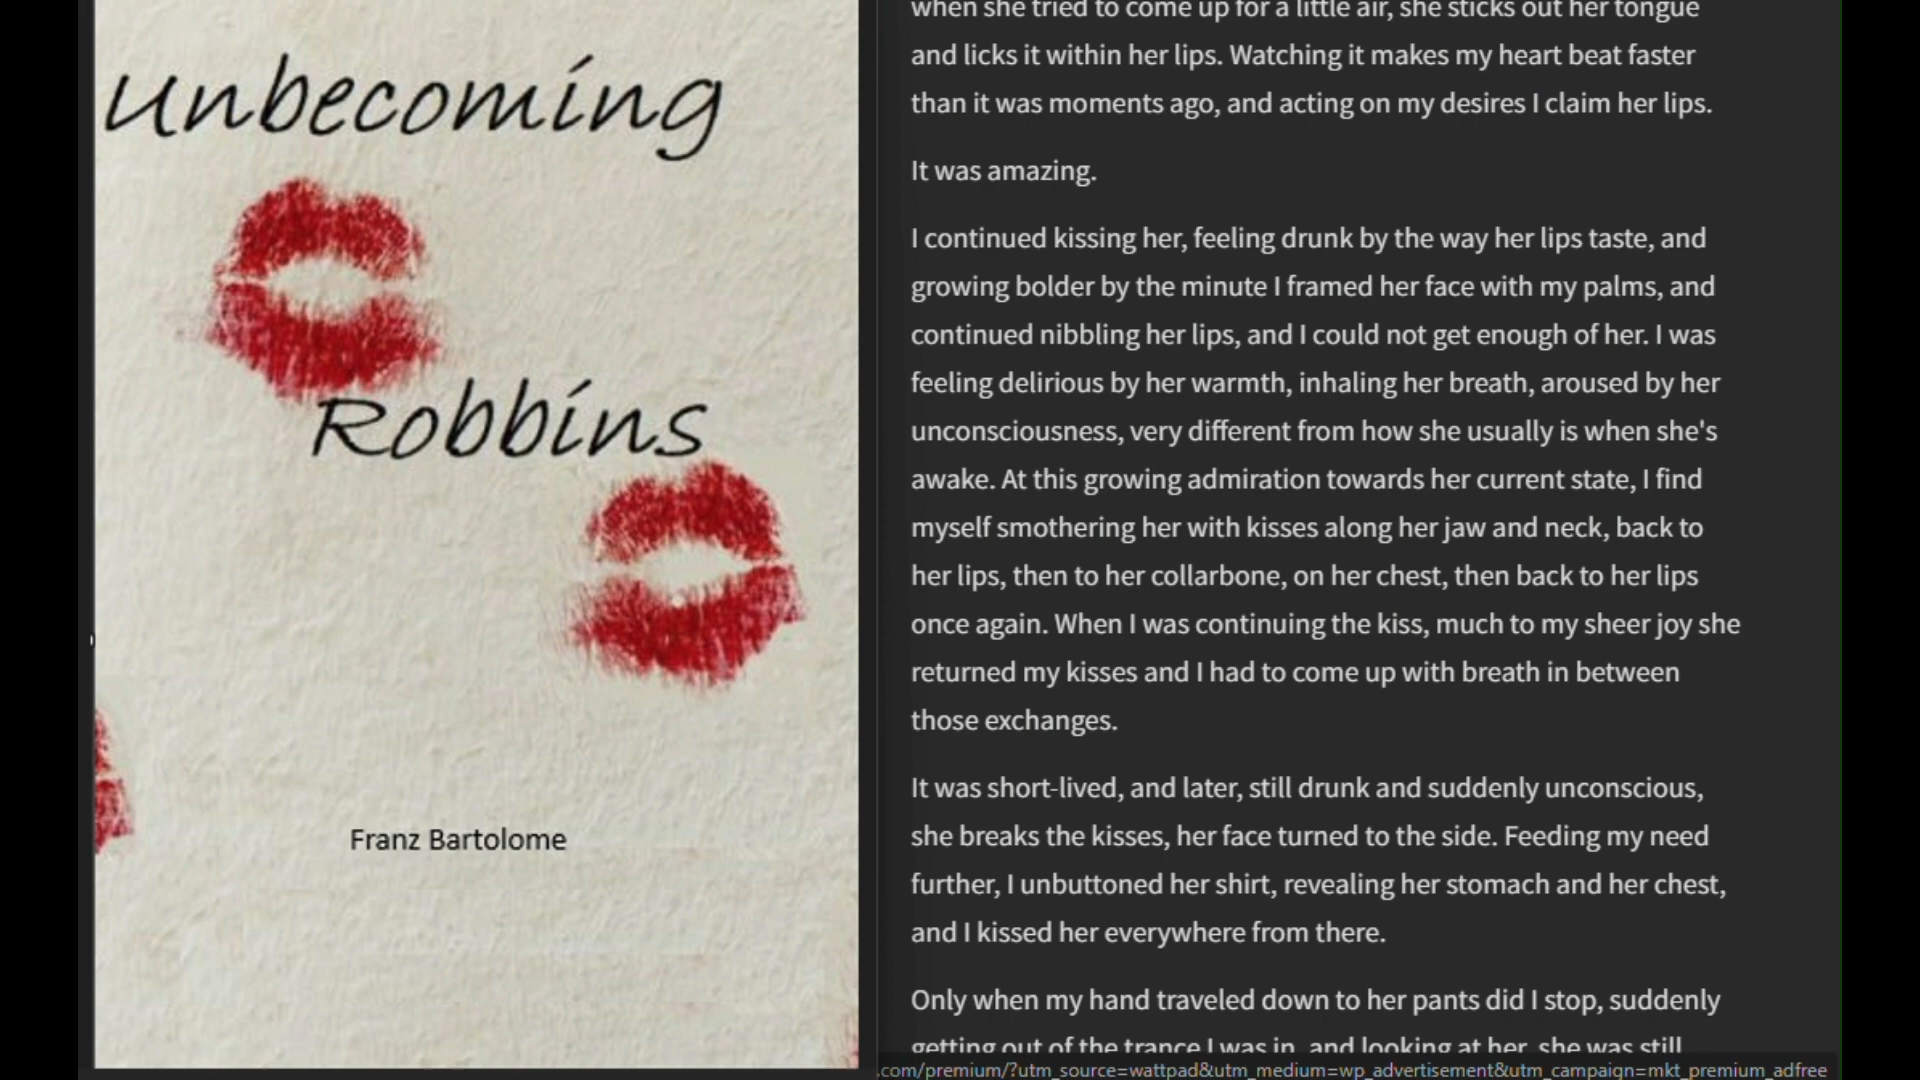 Unbecoming
Robbins
Franz Bartolome
when she tried to come up for a little air, she sticks out her tongue
and licks it within her lips. Watching it makes my heart beat faster
than it was moments ago, and acting on my desires I claim her lips.
It was amazing.
I continued kissing her, feeling drunk by the way her lips taste, and
growing bolder by the minute I framed her face with my palms, and
continued nibbling her lips, and I could not get enough of her. I was
feeling delirious by her warmth, inhaling her breath, aroused by her
unconsciousness, very different from how she usually is when she's
awake. At this growing admiration towards her current state, I find
myself smothering her with kisses along her jaw and neck, back to
her lips, then to her collarbone, on her chest, then back to her lips
once again. When I was continuing the kiss, much to my sheer joy she
returned my kisses and I had to come up with breath in between
those exchanges.
It was short-lived, and later, still drunk and suddenly unconscious,
she breaks the kisses, her face turned to the side. Feeding my need
further, I unbuttoned her shirt, revealing her stomach and her chest,
and I kissed her everywhere from there.
Only when my hand traveled down to her pants did I stop, suddenly
getting out of the trance I was in, and looking at her, she was still
.com/premium/?utm_source=wattpad&utm_medium=wp_advertisement&utm_campaign=mkt_premium_adfree